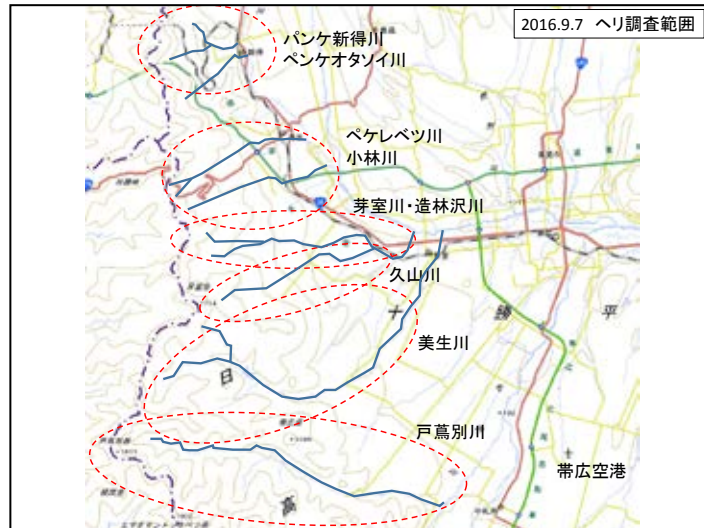 2016.9.7 ヘリ調査範囲
パンケ新得川
ペンケオタソイ川
ペケレベツ川
小林川
芽室川・造林沢川
久山川
十勝平
美生川
日
戸蔦別川
帯広空港
高